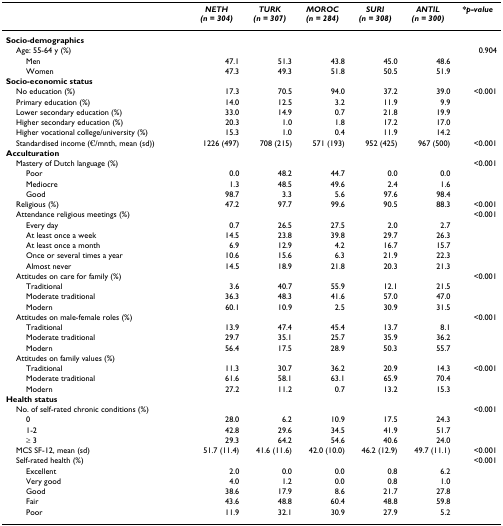 NETH TURK MOROC SURI ANTIL *p-value
(n = 304) (n = 307) (n = 284) (n = 308) (n = 300)
Socio-demographics
Age: 55-64 y (%) 0.904
Men 47.1 51.3 43.8 45.0 48.6
Women 47.3 49.3 51.8 50.5 51.9
Socio-economic status
No education (%) 17.3 70.5 94.0 37.2 39.0 <0.001
Primary education (%) 14.0 12.5 3.2 11.9 9.9
Lower secondary education (%) 33.0 14.9 0.7 21.8 19.9
Higher secondary education (%) 20.3 1.0 1.8 17.2 17.0
Higher vocational college/university (%) 15.3 1.0 0.4 11.9 14.2
Standardised income (€/mnth, mean (sd)) 1226 (497) 708 (215) 571 (193) 952 (425) 967 (500) <0.001
Acculturation
Mastery of Dutch language (%) <0.001
Poor 0.0 48.2 44.7 0.0 0.0
Mediocre 1.3 48.5 49.6 2.4 1.6
Good 98.7 3.3 5.6 97.6 98.4
Religious (%) 47.2 97.7 99.6 90.5 88.3 <0.001
Attendance religious meetings (%) <0.001
Every day 0.7 26.5 27.5 2.0 2.7
At least once a week 14.5 23.8 39.8 29.7 26.3
At least once a month 6.9 12.9 4.2 16.7 15.7
Once or several times a year 10.6 15.6 6.3 21.9 22.3
Almost never 14.5 18.9 21.8 20.3 21.3
Attitudes on care for family (%) <0.001
Traditional 3.6 40.7 55.9 12.1 21.5
Moderate traditional 36.3 48.3 41.6 57.0 47.0
Modern 60.1 10.9 2.5 30.9 31.5
Attitudes on male-female roles (%) <0.001
Traditional 13.9 47.4 45.4 13.7 8.1
Moderate traditional 29.7 35.1 25.7 35.9 36.2
Modern 56.4 17.5 28.9 50.3 55.7
Attitudes on family values (%)
Traditional 11.3 30.7 36.2 20.9 14.3 <0.001
Moderate traditional 61.6 58.1 63.1 65.9 70.4
Modern 27.2 11.2 0.7 13.2 15.3
Health status
No. of self-rated chronic conditions (%) <0.001
0 28.0 6.2 10.9 17.5 24.3
1-2 42.8 29.6 34.5 41.9 51.7
≥ 3 29.3 64.2 54.6 40.6 24.0
MCS SF-12, mean (sd) 51.7 (11.4) 41.6 (11.6) 42.0 (10.0) 46.2 (12.9) 49.7 (11.1) <0.001
Self-rated health (%) <0.001
Excellent 2.0 0.0 0.0 0.8 6.2
Very good 4.0 1.2 0.0 0.8 1.0
Good 38.6 17.9 8.6 21.7 27.8
Fair 43.6 48.8 60.4 48.8 59.8
Poor 11.9 32.1 30.9 27.9 5.2